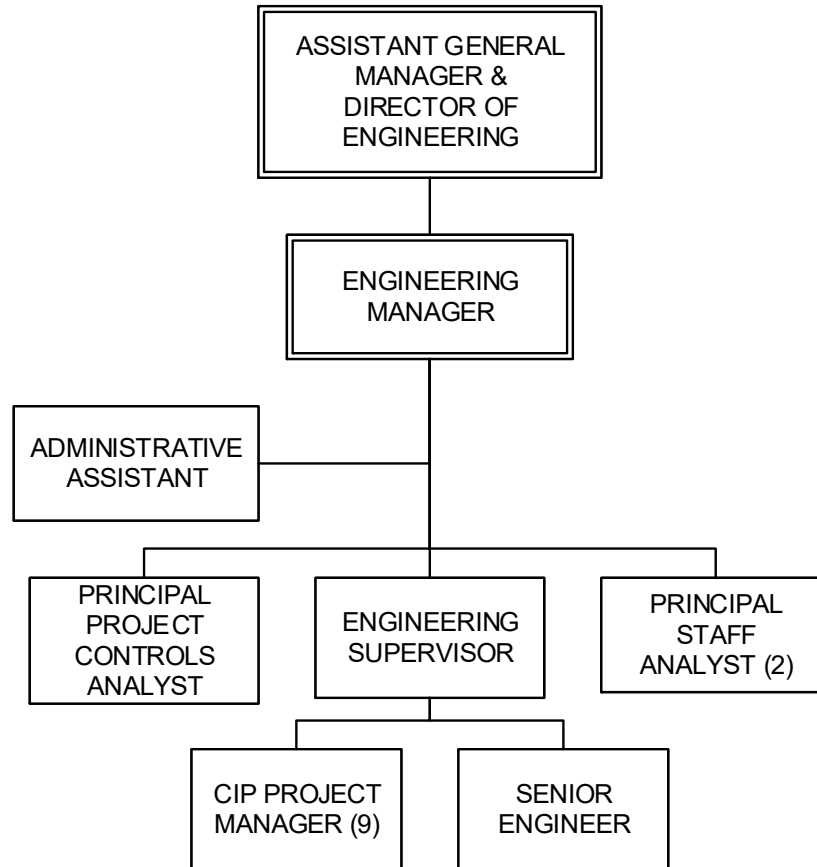 ASSISTANT GENERAL
MANAGER &
DIRECTOR OF
ENGINEERING
ENGINEERING
MANAGER
ADMINISTRATIVE
ASSISTANT
PRINCIPAL
PROJECT
CONTROLS
ANALYST
ENGINEERING
SUPERVISOR
PRINCIPAL
STAFF
ANALYST (2)
CIP PROJECT
MANAGER (9)
SENIOR
ENGINEER